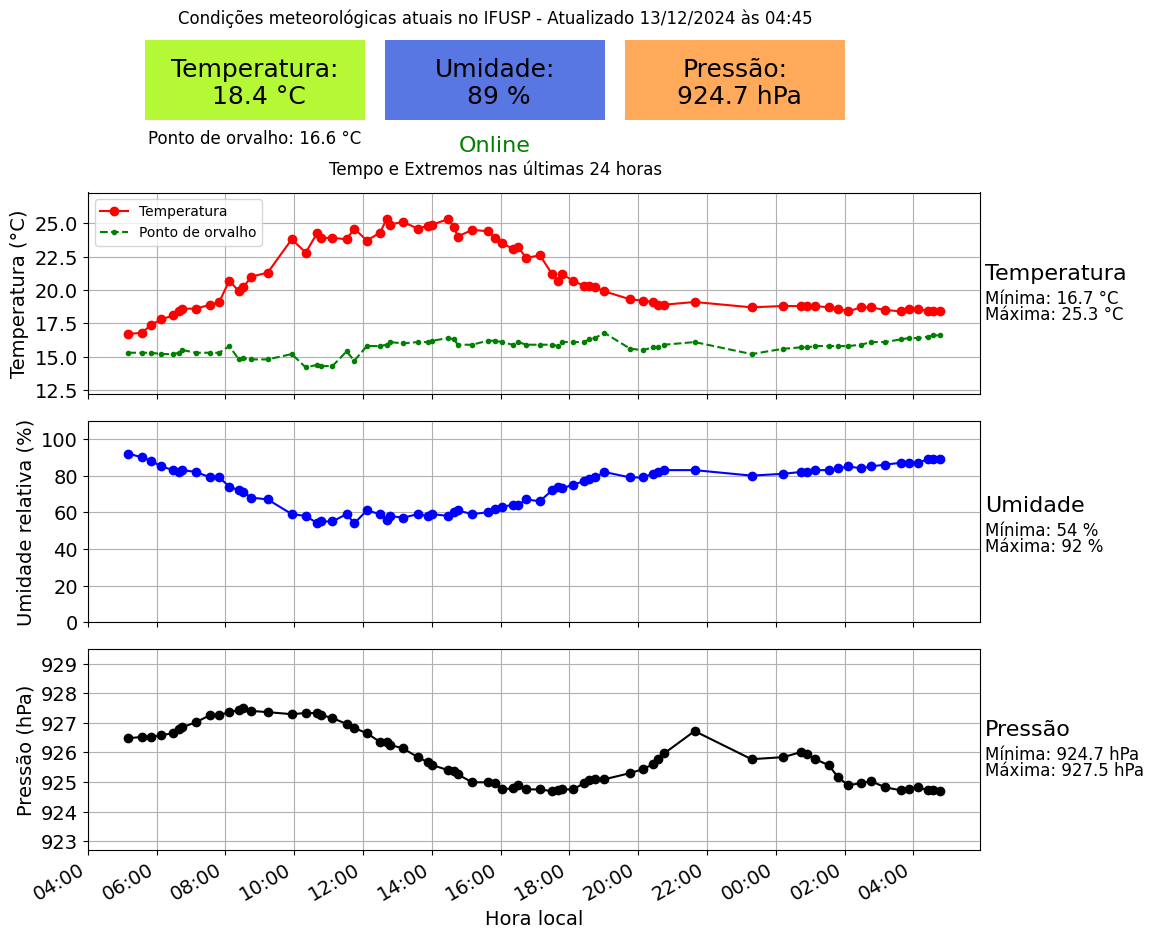 Condições meteorológicas atuais no IFUSP - Atualizado 13/12/2024 às 04:45
Temperatura:
18.4 °C
Umidade:
89 %
Pressão:
924.7 hPa
Ponto de orvalho: 16.6 °C
Online
Tempo e Extremos nas últimas 24 horas
Temperatura (°C)
25.0
22.5
20.0
17.5
15.0
12.5
Temperatura
Ponto de orvalho
Temperatura
Mínima: 16.7 °C
Máxima: 25.3 °C
Umidade relativa (%)
100
80
60
40
20
0
Umidade
Mínima: 54 %
Máxima: 92 %
Pressão (hPa)
929
928
927
926
925
924
923
Pressão
Mínima: 924.7 hPa
Máxima: 927.5 hPa
04:00 06:00 08:00 10:00 12:00 14:00 16:00 18:00 20:00 22:00 00:00 02:00 04:00
Hora local